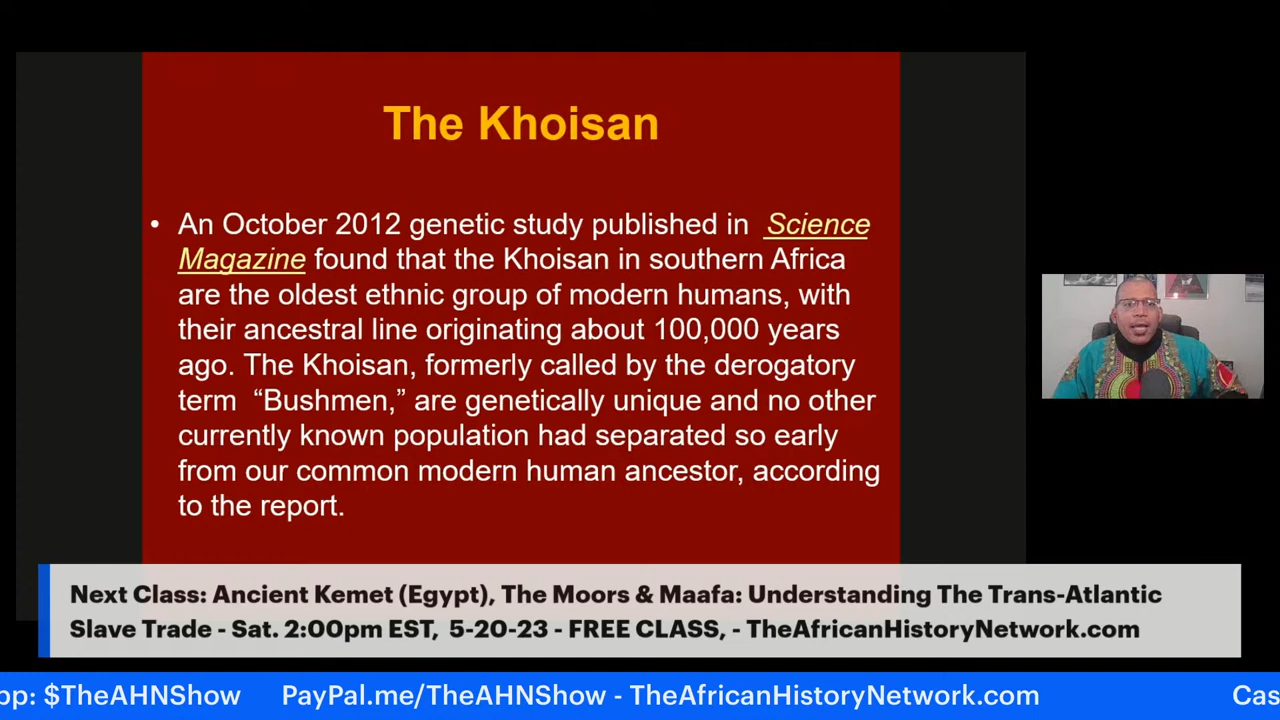 The Khoisan
• An October 2012 genetic study published in Science
Magazine found that the Khoisan in southern Africa
are the oldest ethnic group of modern humans, with
their ancestral line originating about 100,000 years
ago. The Khoisan, formerly called by the derogatory
term “Bushmen,” are genetically unique and no other
currently known population had separated so early
from our common modern human ancestor, according
to the report.
Next Class: Ancient Kemet (Egypt), The Moors & Maafa: Understanding The Trans-Atlantic
Slave Trade - Sat. 2:00pm EST, 5-20-23 - FREE CLASS, - TheAfricanHistoryNetwork.com
pp: $TheAHNShow PayPal.me/TheAHNShow - TheAfricanHistoryNetwork.com Cas